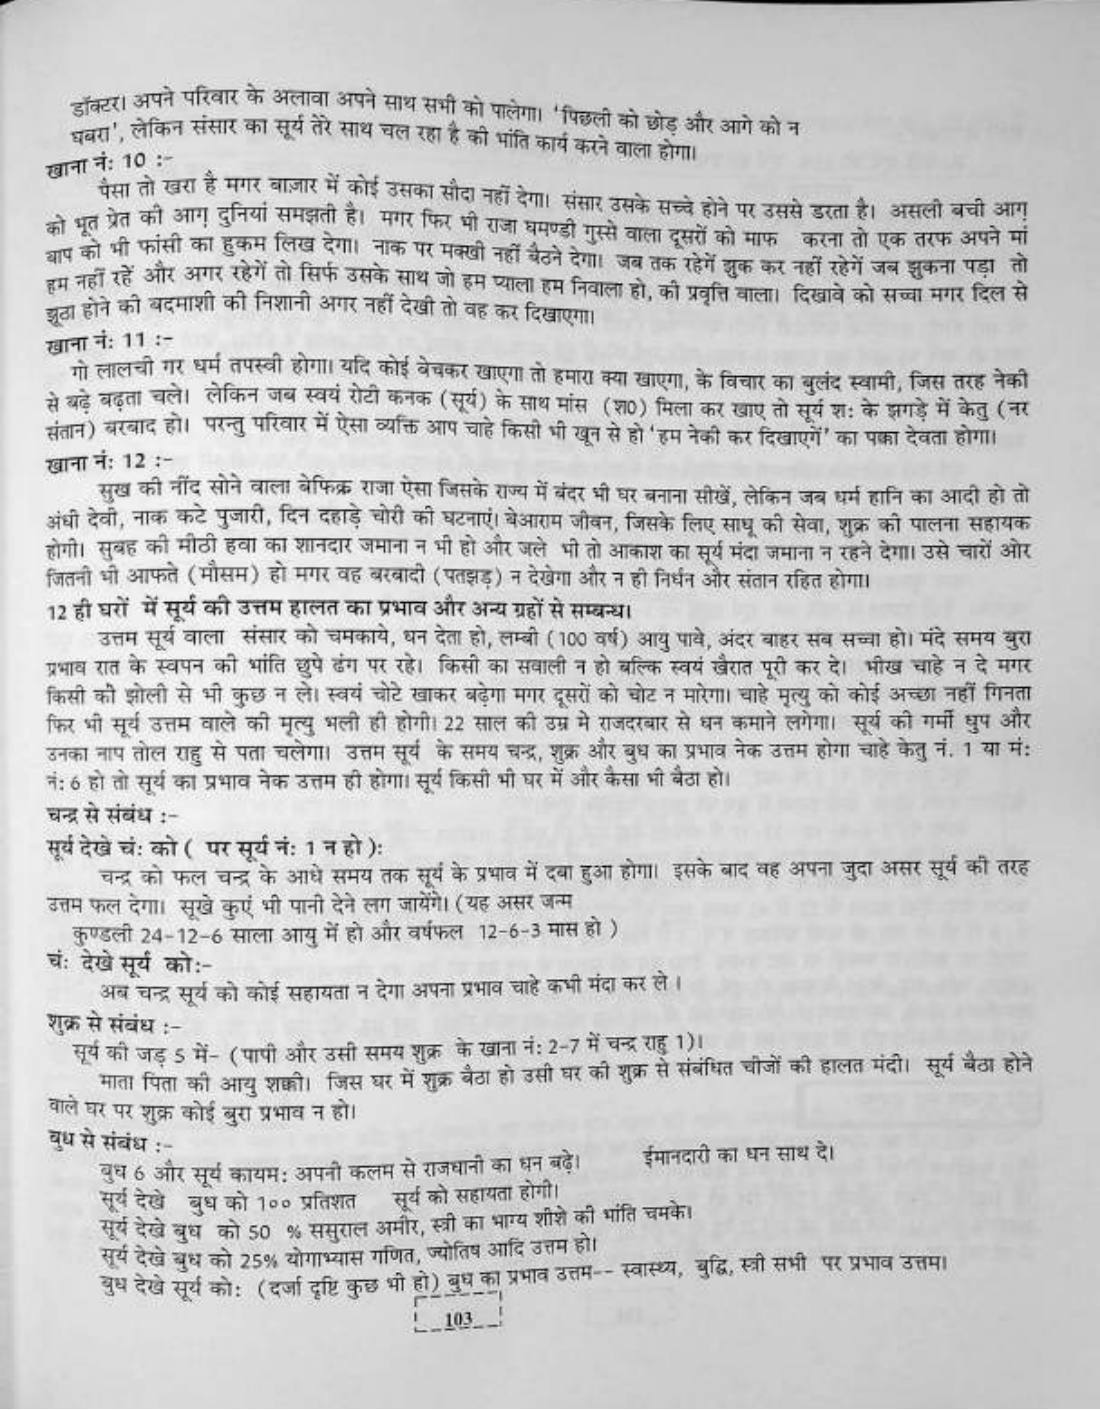 डॉक्टर। अपने परिवार के अलावा अपने साथ सभी को पालेगा। 'पिछली को छोड़ और आगे को न
घबरा', लेकिन संसार का सूर्य तेरे साथ चल रहा है की भांति कार्य करने वाला होगा।
खाना नं: 10 :-
पैसा तो खरा है मगर बाज़ार में कोई उसका सौदा नहीं देगा। संसार उसके सच्चे होने पर उससे डरता है। असली बची आग
को भूत प्रेत की आग दुनियां समझती है। मगर फिर भी राजा घमण्डी गुस्से वाला दूसरों को माफ करना तो एक तरफ अपने मां
बाप को भी फांसी का हुकम लिख देगा। नाक पर मक्खी नहीं बैठने देगा। जब तक रहेगें झुक कर नहीं रहेगें जब झुकना पड़ा तो
हम नहीं रहें और अगर रहेगें तो सिर्फ उसके साथ जो हम प्याला हम निवाला हो, की प्रवृत्ति वाला। दिखावे को सच्चा मगर दिल से
झूठा होने की बदमाशी की निशानी अगर नहीं देखी तो वह कर दिखाएगा।
खाना नं: 11 :-
गो लालची गर धर्म तपस्वी होगा। यदि कोई बेचकर खाएगा तो हमारा क्या खाएगा, के विचार का बुलंद स्वामी, जिस तरह नेकी
से बढ़े बढ़ता चले। लेकिन जब स्वयं रोटी कनक (सूर्य) के साथ मांस (श०) मिला कर खाए तो सूर्य श: के झगड़े में केतु (नर
संतान) बरबाद हो। परन्तु परिवार में ऐसा व्यक्ति आप चाहे किसी भी खून से हो 'हम नेकी कर दिखाएगें' का पक्का देवता होगा।
खाना नं: 12 :-
सुख की नींद सोने वाला बेफिक्र राजा ऐसा जिसके राज्य में बंदर भी घर बनाना सीखें, लेकिन जब धर्म हानि का आदी हो तो
अंधी देवी, नाक कटे पुजारी, दिन दहाड़े चोरी की घटनाएं। बेआराम जीवन, जिसके लिए साधू की सेवा, शुक्र की पालना सहायक
होगी। सुबह की मीठी हवा का शानदार जमाना न भी हो और जले भी तो आकाश का सूर्य मंदा जमाना न रहने देगा। उसे चारों ओर
जितनी भी आफते (मौसम) हो मगर वह बरबादी (पतझड़) न देखेगा और न ही निर्धन और संतान रहित होगा।
12 ही घरों में सूर्य की उत्तम हालत का प्रभाव और अन्य ग्रहों से सम्बन्ध।
उत्तम सूर्य वाला संसार को चमकाये, धन देता हो, लम्बी (100 वर्ष) आयु पावे, अंदर बाहर सब सच्चा हो। मंदे समय बुरा
प्रभाव रात के स्वपन की भांति छुपे ढंग पर रहे। किसी का सवाली न हो बल्कि स्वयं खैरात पूरी कर दे। भीख चाहे न दे मगर
किसी की झोली से भी कुछ न ले। स्वयं चोटे खाकर बढ़ेगा मगर दूसरों को चोट न मारेगा। चाहे मृत्यु को कोई अच्छा नहीं गिनता
फिर भी सूर्य उत्तम वाले की मृत्यु भली ही होगी। 22 साल की उम्र मे राजदरबार से धन कमाने लगेगा। सूर्य की गर्मी धुप और
उनका नाप तोल राहु से पता चलेगा। उत्तम सूर्य के समय चन्द्र, शुक्र और बुध का प्रभाव नेक उत्तम होगा चाहे केतु नं. 1 या मं:
नं: 6 हो तो सूर्य का प्रभाव नेक उत्तम ही होगा। सूर्य किसी भी घर में और कैसा भी बैठा हो।
चन्द्र से संबंध :-
सूर्य देखे चं: को ( पर सूर्य नं: 1 न हो ):
चन्द्र को फल चन्द्र के आधे समय तक सूर्य के प्रभाव में दबा हुआ होगा। इसके बाद वह अपना जुदा असर सूर्य की तरह
उत्तम फल देगा। सूखे कुएं भी पानी देने लग जायेंगे। (यह असर जन्म
कुण्डली 24-12-6 साला आयु में हो और वर्षफल 12-6-3 मास हो )
चं: देखे सूर्य को:-
अब चन्द्र सूर्य को कोई सहायता न देगा अपना प्रभाव चाहे कभी मंदा कर ले ।
शुक्र से संबंध :-
सूर्य की जड़ 5 में- (पापी और उसी समय शुक्र के खाना नं: 2-7 में चन्द्र राहु 1)।
माता पिता की आयु शक्की। जिस घर में शुक्र बैठा हो उसी घर की शुक्र से संबंधित चीजों की हालत मंदी। सूर्य बैठा होने
वाले घर पर शुक्र कोई बुरा प्रभाव न हो।
बुध से संबंध :-
बुध 6 और सूर्य कायम: अपनी कलम से राजधानी का धन बढ़े। ईमानदारी का धन साथ दे।
सूर्य देखे बुध को १०० प्रतिशत सूर्य को सहायता होगी।
सूर्य देखे बुध को 50 % ससुराल अमीर, स्त्री का भाग्य शीशे की भांति चमके।
सूर्य देखे बुध को 25% योगाभ्यास गणित, ज्योतिष आदि उत्तम हो।
बुध देखे सूर्य को: (दर्जा दृष्टि कुछ भी हो) बुध का प्रभाव उत्तम-- स्वास्थ्य, बुद्धि, स्त्री सभी पर प्रभाव उत्तम।
103